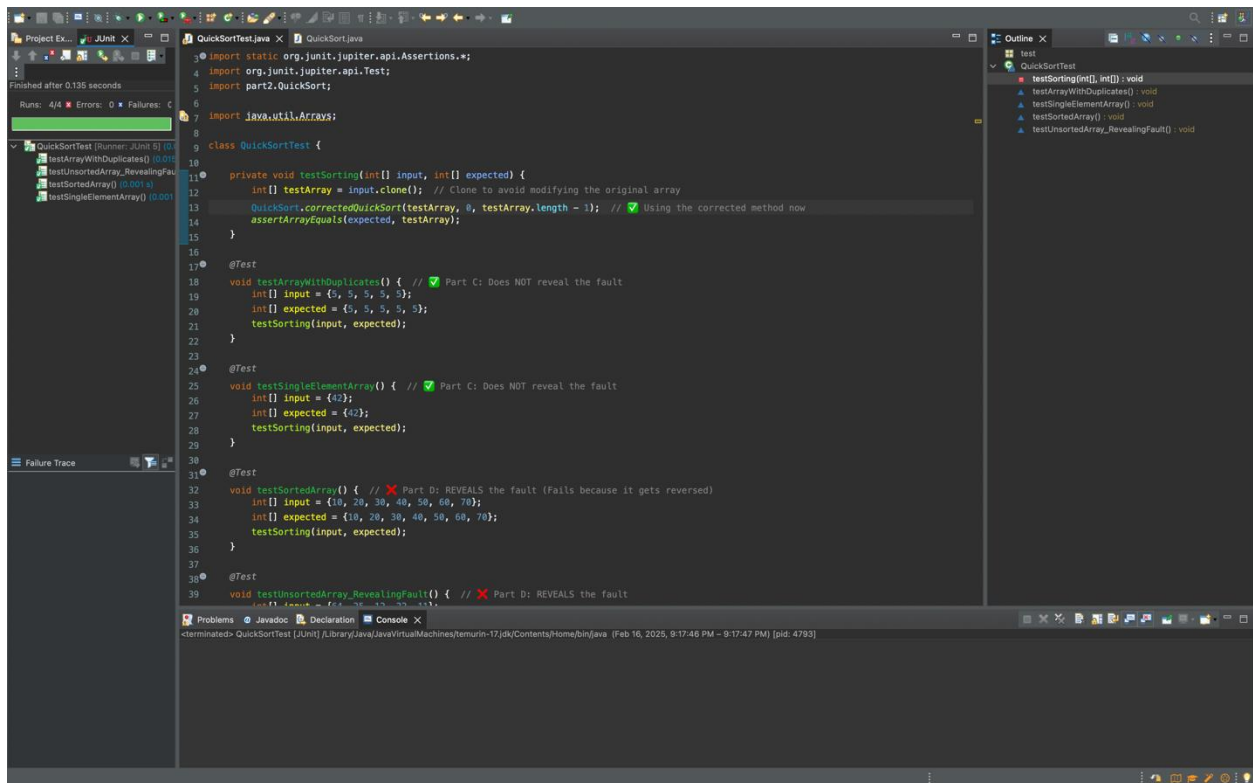 Project Ex...
JUnit
Finished after 0.135 seconds
Runs: 4/4 Errors: 0 Failures:
QuickSortTest [Runner: JUnit 5] (0.
testArrayWithDuplicates() (0.015
testUnsortedArray_RevealingFau
testSortedArray() (0.001 s)
testSingleElementArray() (0.001
Failure Trace
QuickSortTest.java
QuickSort.java
3 import static org.junit.jupiter.api.Assertions.*;
4 import org.junit.jupiter.api.Test;
5 import part2.QuickSort;
6
7 import java.util.Arrays;
8
9 class QuickSortTest {
10
11 private void testSorting(int[] input, int[] expected) {
12 int[] testArray = input.clone(); // Clone to avoid modifying the original array
13 QuickSort.correctedQuickSort(testArray, 0, testArray.length - 1); // ✅ Using the corrected method now
14 assertArrayEquals(expected, testArray);
15 }
16
17 @Test
18 void testArrayWithDuplicates() { // ✅ Part C: Does NOT reveal the fault
19 int[] input = {5, 5, 5, 5, 5};
20 int[] expected = {5, 5, 5, 5, 5};
21 testSorting(input, expected);
22 }
23
24 @Test
25 void testSingleElementArray() { // ✅ Part C: Does NOT reveal the fault
26 int[] input = {42};
27 int[] expected = {42};
28 testSorting(input, expected);
29 }
30
31 @Test
32 void testSortedArray() { // ❌ Part D: REVEALS the fault (Fails because it gets reversed)
33 int[] input = {10, 20, 30, 40, 50, 60, 70};
34 int[] expected = {10, 20, 30, 40, 50, 60, 70};
35 testSorting(input, expected);
36 }
37
38 @Test
39 void testUnsortedArray_RevealingFault() { // ❌ Part D: REVEALS the fault
Outline
test
QuickSortTest
testSorting(int[], int[]) : void
testArrayWithDuplicates() : void
testSingleElementArray() : void
testSortedArray() : void
testUnsortedArray_RevealingFault() : void
Problems Javadoc Declaration Console
<terminated> QuickSortTest [JUnit] /Library/Java/JavaVirtualMachines/temurin-17.jdk/Contents/Home/bin/java (Feb 16, 2025, 9:17:46 PM – 9:17:47 PM) [pid: 4793]